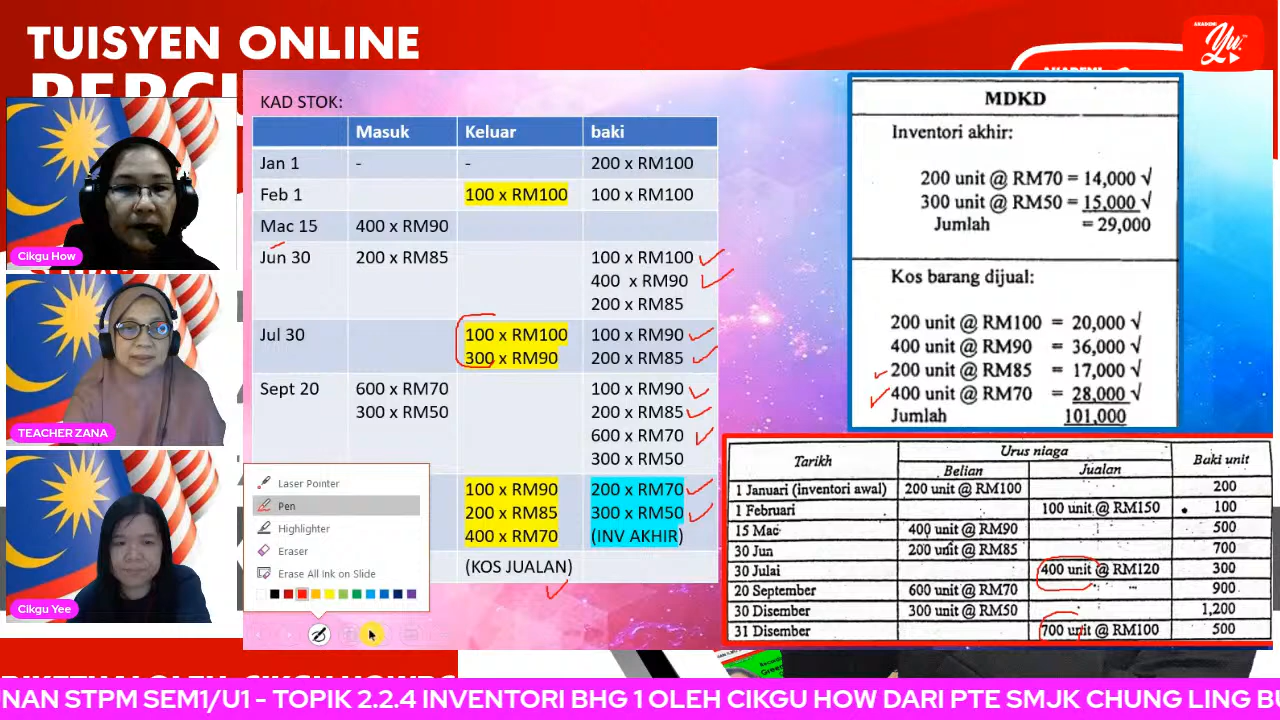 TUISYEN ONLINE
AKADEMI
Yu
KAD STOK:
Masuk Keluar baki
Jan 1 - - 200 x RM100
Feb 1 100 x RM100 100 x RM100
Mac 15 400 x RM90
Jun 30 200 x RM85 100 x RM100
400 x RM90
200 x RM85
Jul 30 100 x RM100 100 x RM90
300 x RM90 200 x RM85
Sept 20 600 x RM70 100 x RM90
300 x RM50 200 x RM85
600 x RM70
300 x RM50
100 x RM90 200 x RM70
200 x RM85 300 x RM50
400 x RM70 (INV AKHIR)
(KOS JUALAN)
Laser Pointer
Pen
Highlighter
Eraser
Erase All Ink on Slide
Cikgu How
TEACHER ZANA
Cikgu Yee
MDKD
Inventori akhir:
200 unit @ RM70 = 14,000 √
300 unit @ RM50 = 15,000 √
Jumlah = 29,000
Kos barang dijual:
200 unit @ RM100 = 20,000 √
400 unit @ RM90 = 36,000 √
200 unit @ RM85 = 17,000 √
400 unit @ RM70 = 28,000 √
Jumlah 101,000
Tarikh Urus niaga Baki unit
Belian Jualan
1 Januari (inventori awal) 200 unit @ RM100 200
1 Februari 100 unit @ RM150 100
15 Mac 400 unit @ RM90 500
30 Jun 200 unit @ RM85 700
30 Julai 400 unit @ RM120 300
20 September 600 unit @ RM70 900
30 Disember 300 unit @ RM50 1,200
31 Disember 700 unit @ RM100 500
NAN STPM SEM1/U1 - TOPIK 2.2.4 INVENTORI BHG 1 OLEH CIKGU HOW DARI PTE SMJK CHUNG LING BU